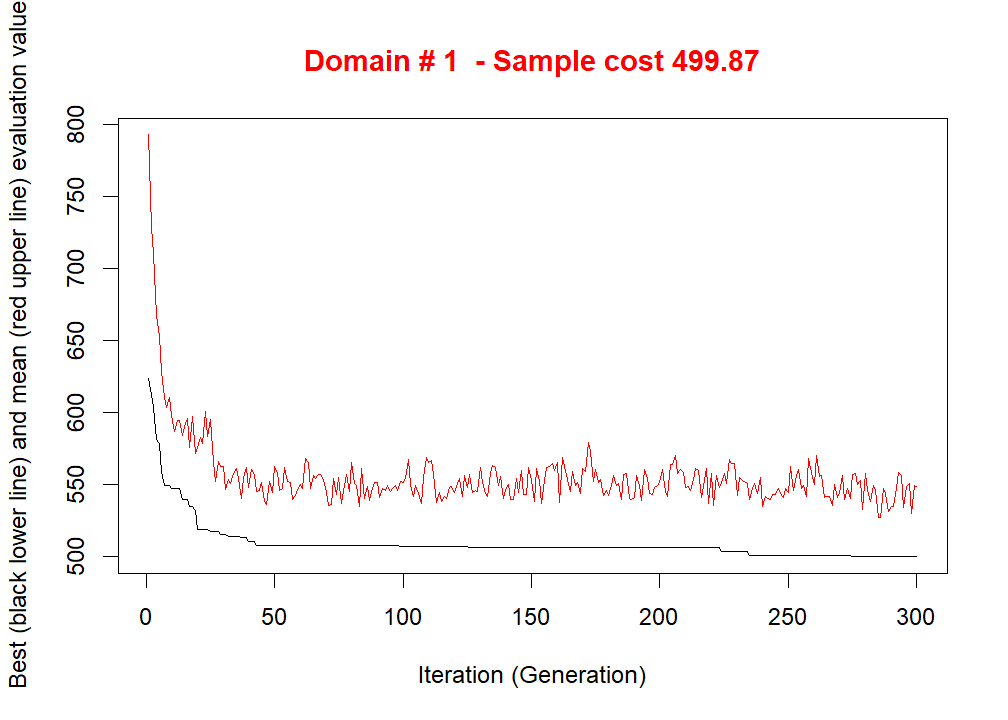 Domain # 1  - Sample cost 499.87
Best (black lower line) and mean (red upper line) evaluation value
800
750
700
650
600
550
500
0 50 100 150 200 250 300
Iteration (Generation)